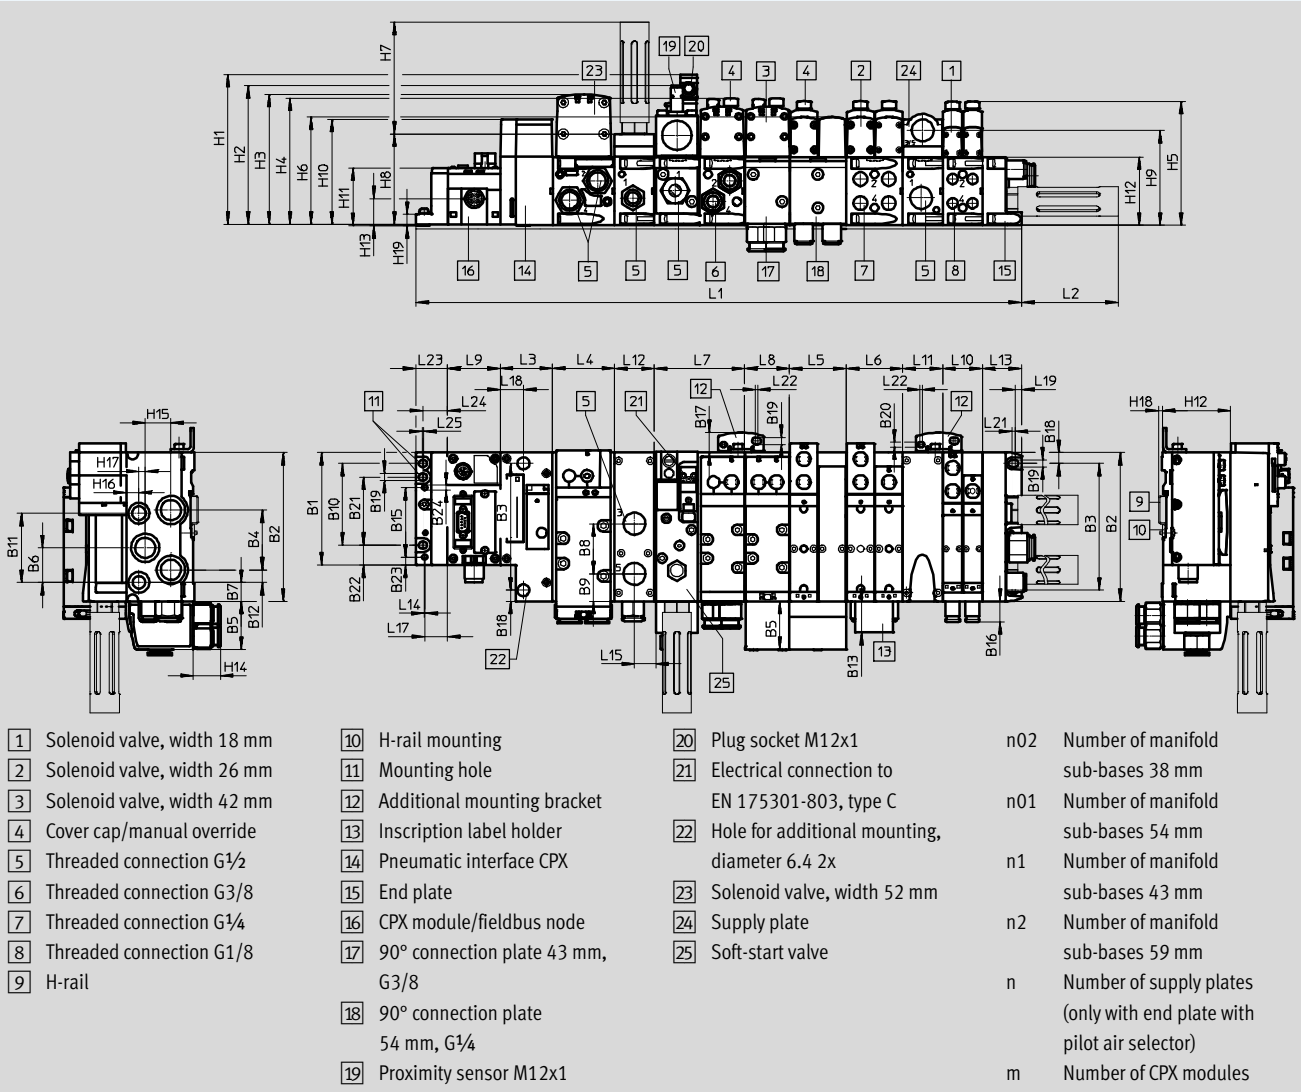 H7
19
20
23
4
3
4
2
24
1
H1
H2
H3
H4
H6
H10
H11
H8
H13
H19
H12
H9
H5
2
4
1
1
4
3/5
1
2
4
2
4
16
14
5
5
5
6
17
18
7
5
8
15
L1
L2
L23
L9
L3
L4
L12
L7
L8
L5
L6
L11
L10
L13
L18
L22
L22
L19
11
L24
L25
5
21
12
B17
B19
B20
12
L21
B18
B19
H15
H17
H16
B11
B6
B4
B2
B7
B5
B12
H14
B1
B10
B19
B21
B15
B24
B3
B22
B23
L14
L17
B18
22
3
5
B8
B9
L15
25
B5
B13
13
B16
B3
B2
H18
H12
9
10
1 Solenoid valve, width 18 mm
2 Solenoid valve, width 26 mm
3 Solenoid valve, width 42 mm
4 Cover cap/manual override
5 Threaded connection G½
6 Threaded connection G3/8
7 Threaded connection G¼
8 Threaded connection G1/8
9 H-rail
10 H-rail mounting
11 Mounting hole
12 Additional mounting bracket
13 Inscription label holder
14 Pneumatic interface CPX
15 End plate
16 CPX module/fieldbus node
17 90° connection plate 43 mm,
G3/8
18 90° connection plate
54 mm, G¼
19 Proximity sensor M12x1
20 Plug socket M12x1
21 Electrical connection to
EN 175301-803, type C
22 Hole for additional mounting,
diameter 6.4 2x
23 Solenoid valve, width 52 mm
24 Supply plate
25 Soft-start valve
n02 Number of manifold
sub-bases 38 mm
n01 Number of manifold
sub-bases 54 mm
n1 Number of manifold
sub-bases 43 mm
n2 Number of manifold
sub-bases 59 mm
n Number of supply plates
(only with end plate with
pilot air selector)
m Number of CPX modules